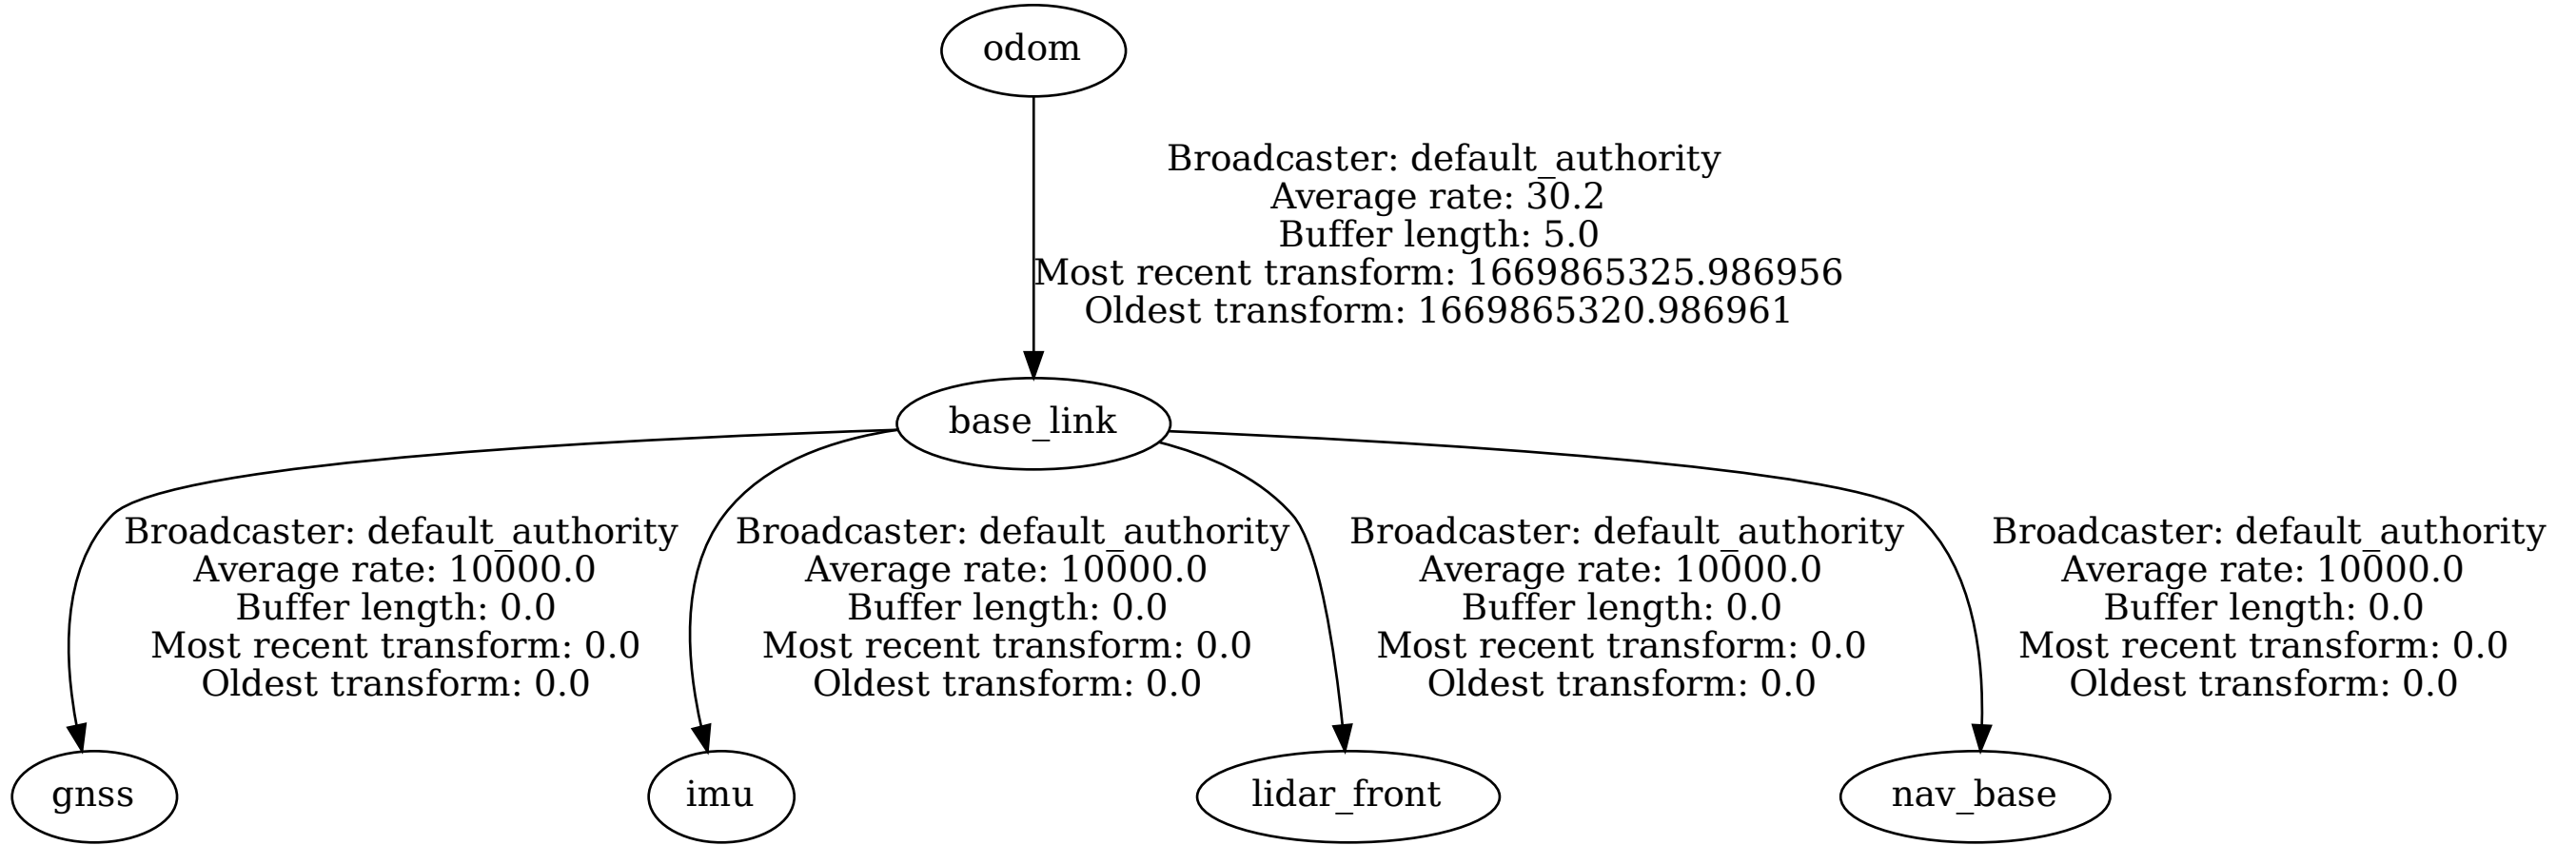 odom
Broadcaster: default_authority
Average rate: 30.2
Buffer length: 5.0
Most recent transform: 1669865325.986956
Oldest transform: 1669865320.986961
base_link
Broadcaster: default_authority
Average rate: 10000.0
Buffer length: 0.0
Most recent transform: 0.0
Oldest transform: 0.0
Broadcaster: default_authority
Average rate: 10000.0
Buffer length: 0.0
Most recent transform: 0.0
Oldest transform: 0.0
Broadcaster: default_authority
Average rate: 10000.0
Buffer length: 0.0
Most recent transform: 0.0
Oldest transform: 0.0
Broadcaster: default_authority
Average rate: 10000.0
Buffer length: 0.0
Most recent transform: 0.0
Oldest transform: 0.0
gnss
imu
lidar_front
nav_base